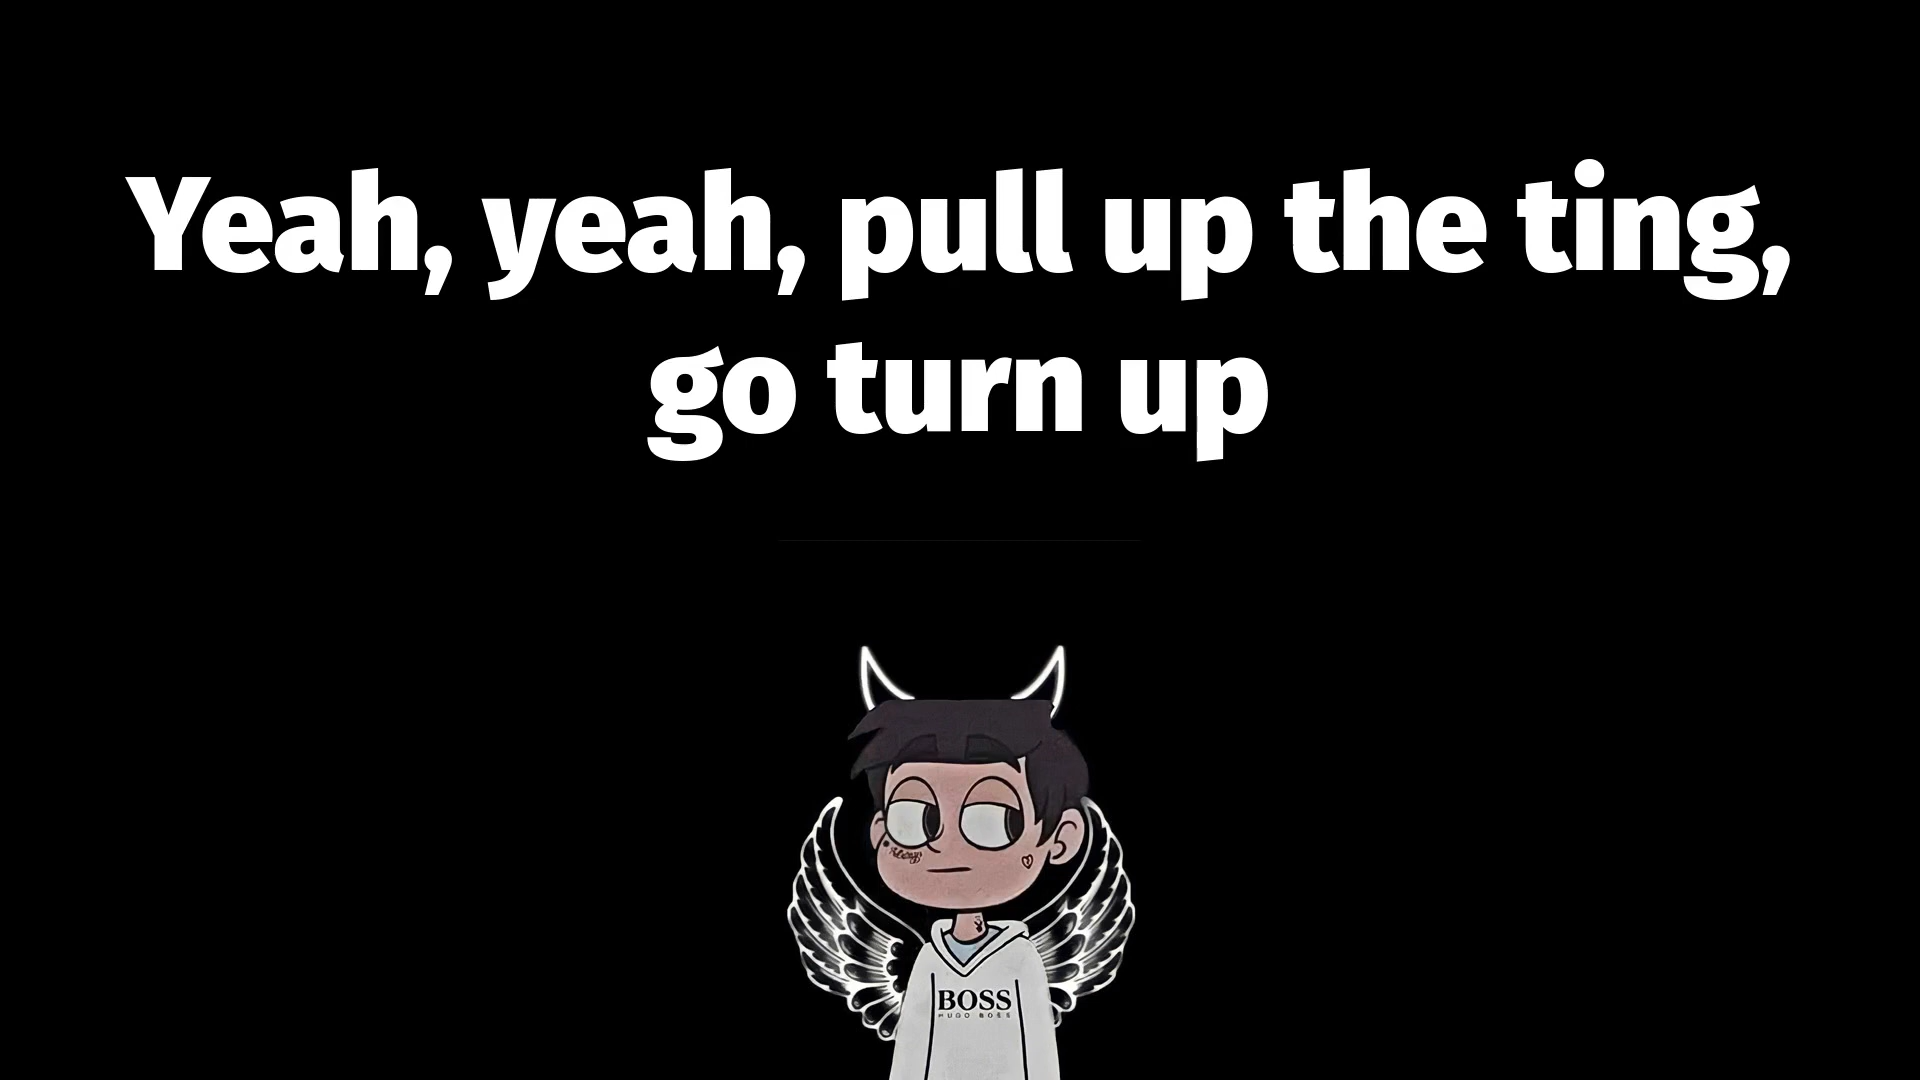 Yeah, yeah, pull up the ting,
go turn up
BOSS
HUGO BOSS